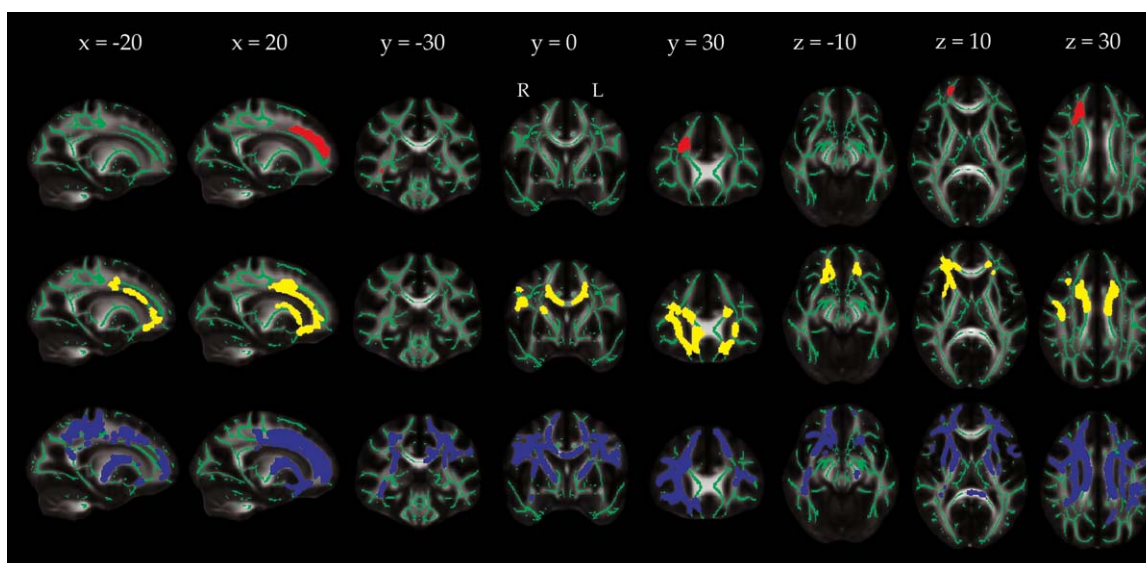 x = -20 x = 20 y = -30 y = 0 y = 30 z = -10 z = 10 z = 30
R L